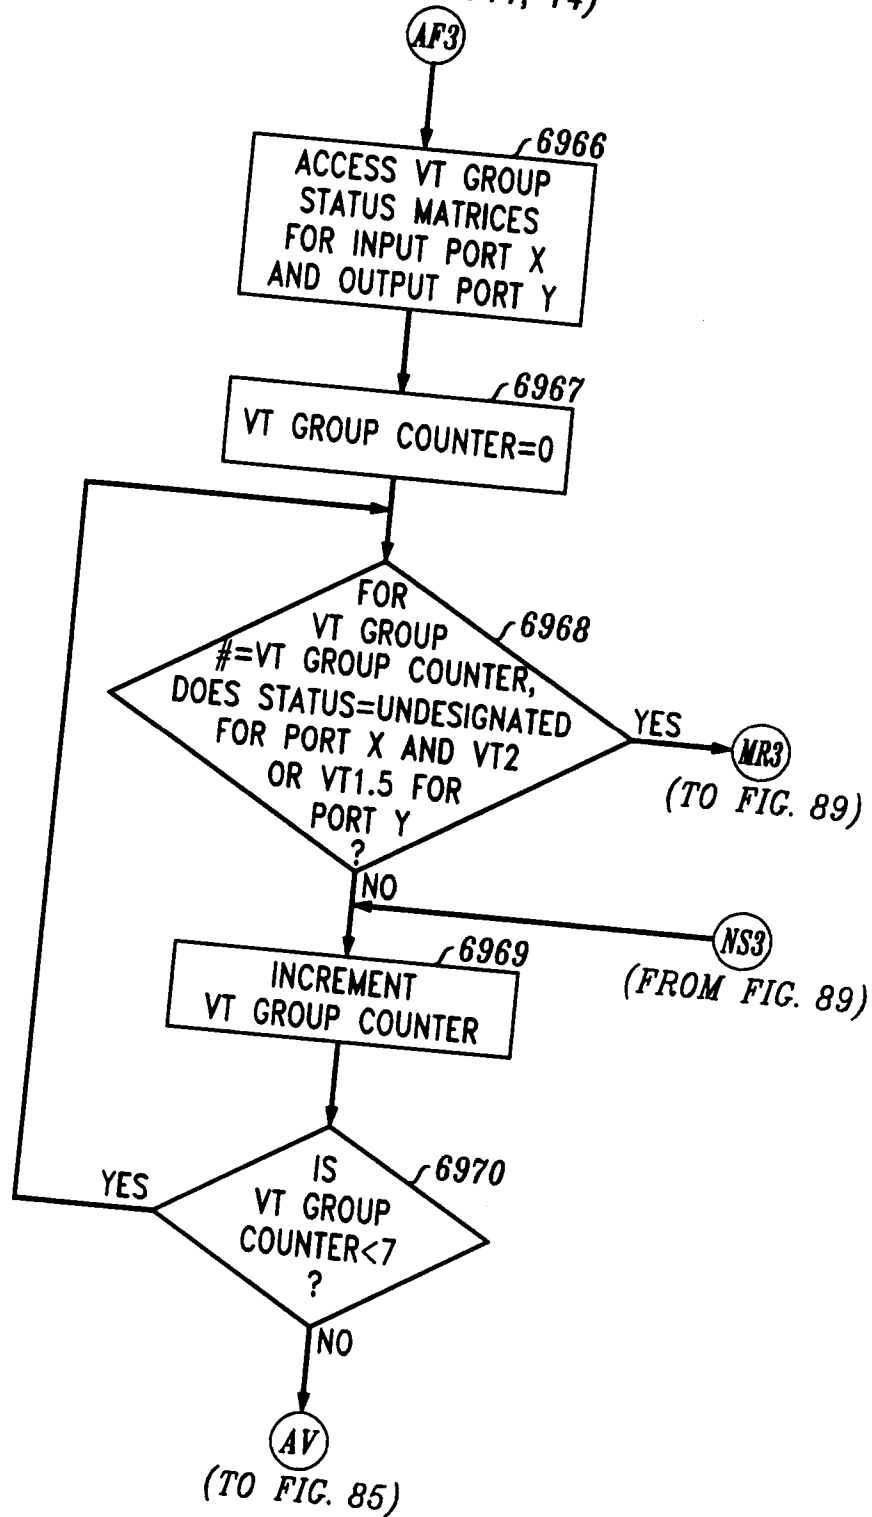 AF3
6966
ACCESS VT GROUP
STATUS MATRICES
FOR INPUT PORT X
AND OUTPUT PORT Y
6967
VT GROUP COUNTER=0
6968
FOR
VT GROUP
#=VT GROUP COUNTER,
DOES STATUS=UNDESIGNATED
FOR PORT X AND VT2
OR VT1.5 FOR
PORT Y
?
YES
MR3
(TO FIG. 89)
NO
NS3
(FROM FIG. 89)
6969
INCREMENT
VT GROUP COUNTER
6970
IS
VT GROUP
COUNTER<7
?
YES
NO
AV
(TO FIG. 85)